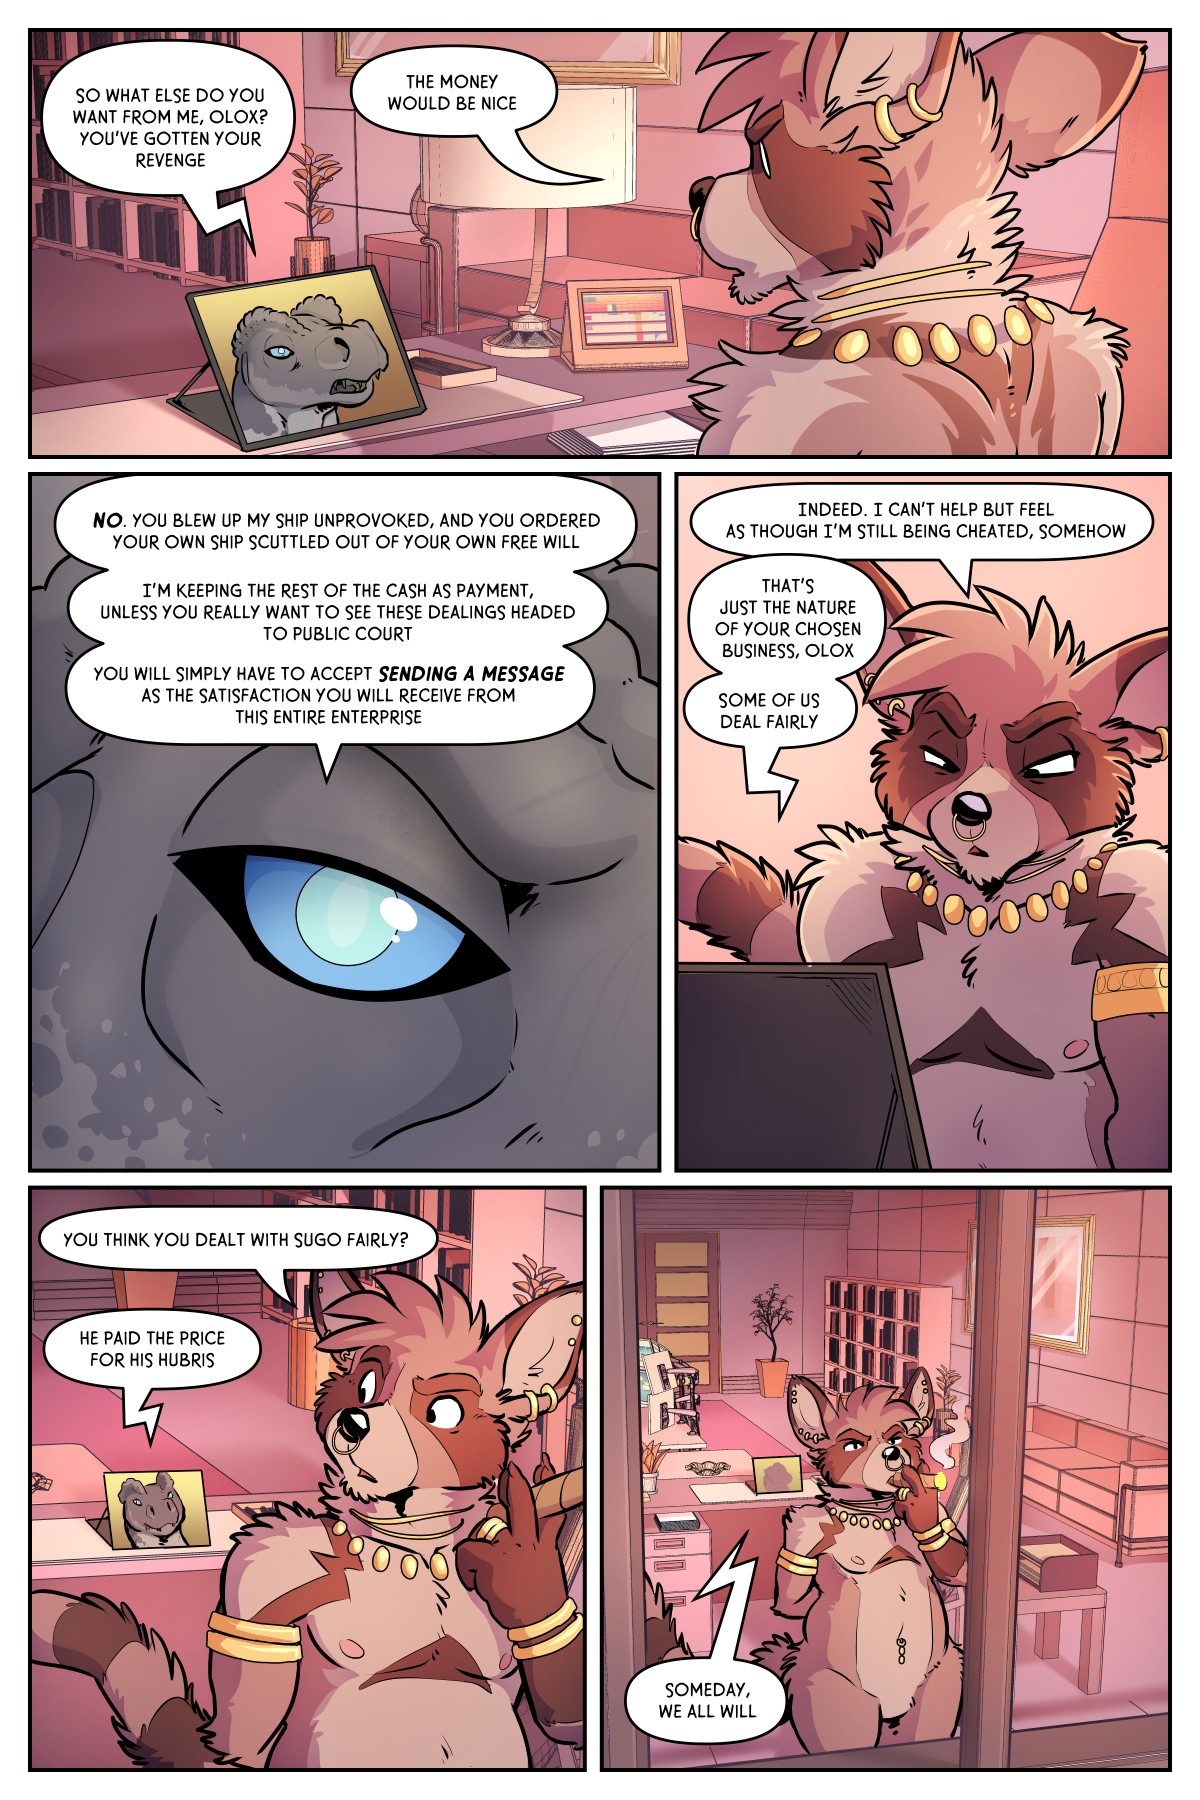 SO WHAT ELSE DO YOU
WANT FROM ME, OLOX?
YOU'VE GOTTEN YOUR
REVENGE
THE MONEY
WOULD BE NICE
NO. YOU BLEW UP MY SHIP UNPROVOKED, AND YOU ORDERED
YOUR OWN SHIP SCUTTLED OUT OF YOUR OWN FREE WILL
I'M KEEPING THE REST OF THE CASH AS PAYMENT,
UNLESS YOU REALLY WANT TO SEE THESE DEALINGS HEADED
TO PUBLIC COURT
YOU WILL SIMPLY HAVE TO ACCEPT SENDING A MESSAGE
AS THE SATISFACTION YOU WILL RECEIVE FROM
THIS ENTIRE ENTERPRISE
INDEED. I CAN'T HELP BUT FEEL
AS THOUGH I'M STILL BEING CHEATED, SOMEHOW
THAT'S
JUST THE NATURE
OF YOUR CHOSEN
BUSINESS, OLOX
SOME OF US
DEAL FAIRLY
YOU THINK YOU DEALT WITH SUGO FAIRLY?
HE PAID THE PRICE
FOR HIS HUBRIS
SOMEDAY,
WE ALL WILL